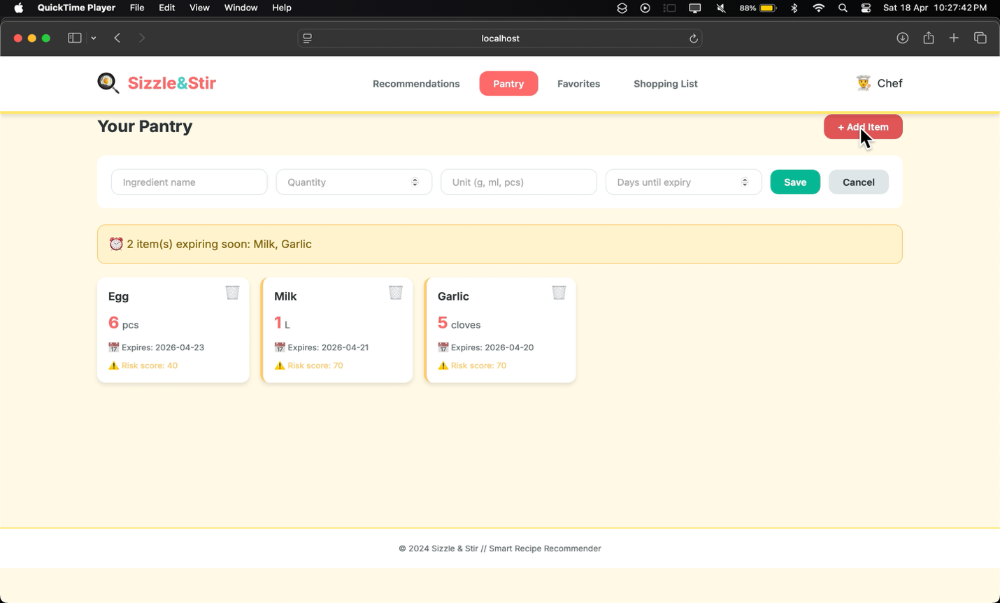 QuickTime Player File Edit View Window Help 88% Sat 18 Apr 10:27:42 PM
localhost
Sizzle&Stir Recommendations Pantry Favorites Shopping List Chef
Your Pantry + Add Item
Ingredient name Quantity Unit (g, ml, pcs) Days until expiry Save Cancel
2 item(s) expiring soon: Milk, Garlic
Egg Milk Garlic
6 pcs 1 L 5 cloves
Expires: 2026-04-23 Expires: 2026-04-21 Expires: 2026-04-20
Risk score: 40 Risk score: 70 Risk score: 70
© 2024 Sizzle & Stir // Smart Recipe Recommender